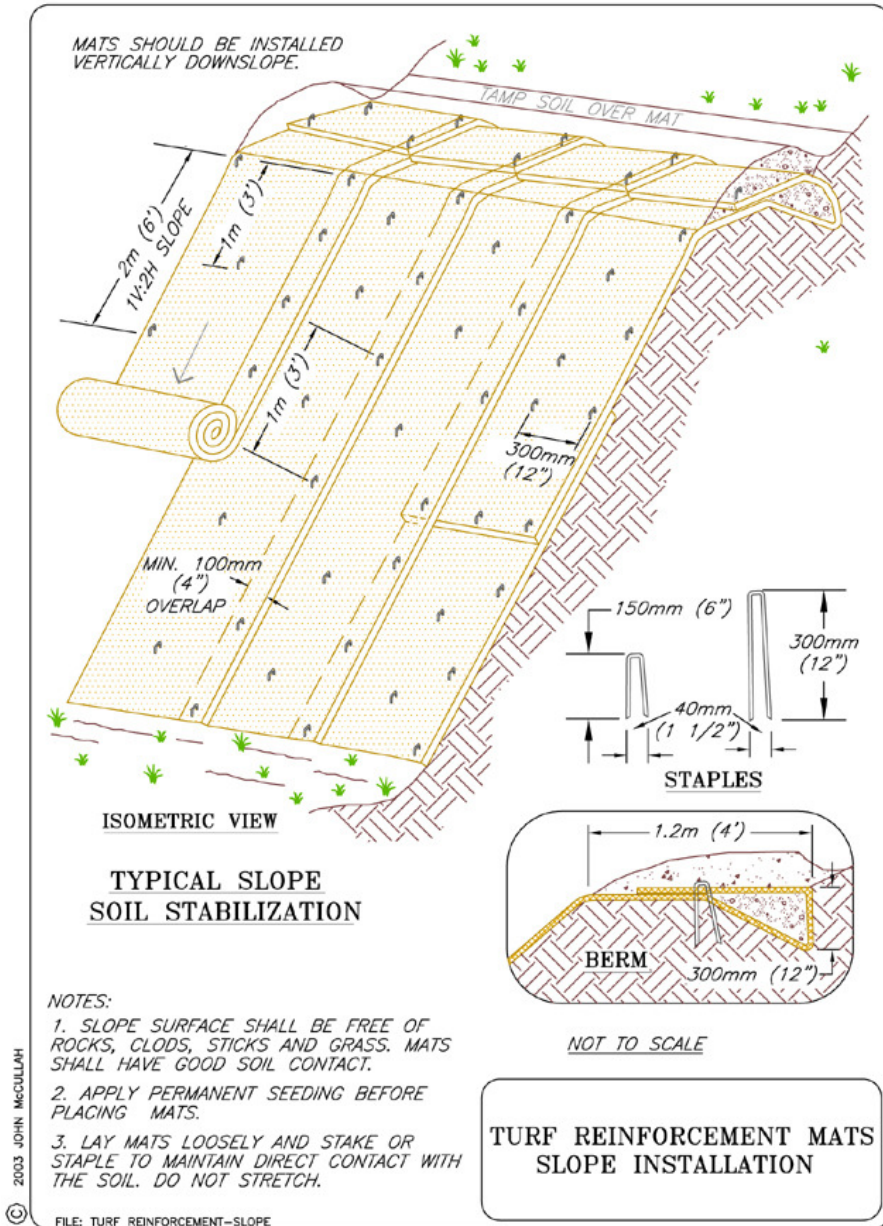 MATS SHOULD BE INSTALLED
VERTICALLY DOWNSLOPE.
TAMP SOIL OVER MAT
2m (6')
1V:2H SLOPE
1m (3')
1m (3')
300mm
(12")
MIN. 100mm
(4")
OVERLAP
150mm (6")
300mm
(12")
40mm
(1 1/2")
STAPLES
ISOMETRIC VIEW
1.2m (4')
TYPICAL SLOPE
SOIL STABILIZATION
BERM
300mm (12")
NOTES:
1. SLOPE SURFACE SHALL BE FREE OF
ROCKS, CLODS, STICKS AND GRASS. MATS
SHALL HAVE GOOD SOIL CONTACT.
2. APPLY PERMANENT SEEDING BEFORE
PLACING MATS.
3. LAY MATS LOOSELY AND STAKE OR
STAPLE TO MAINTAIN DIRECT CONTACT WITH
THE SOIL. DO NOT STRETCH.
NOT TO SCALE
TURF REINFORCEMENT MATS
SLOPE INSTALLATION
© 2003 JOHN McCULLAH
FILE: TURF REINFORCEMENT-SLOPE